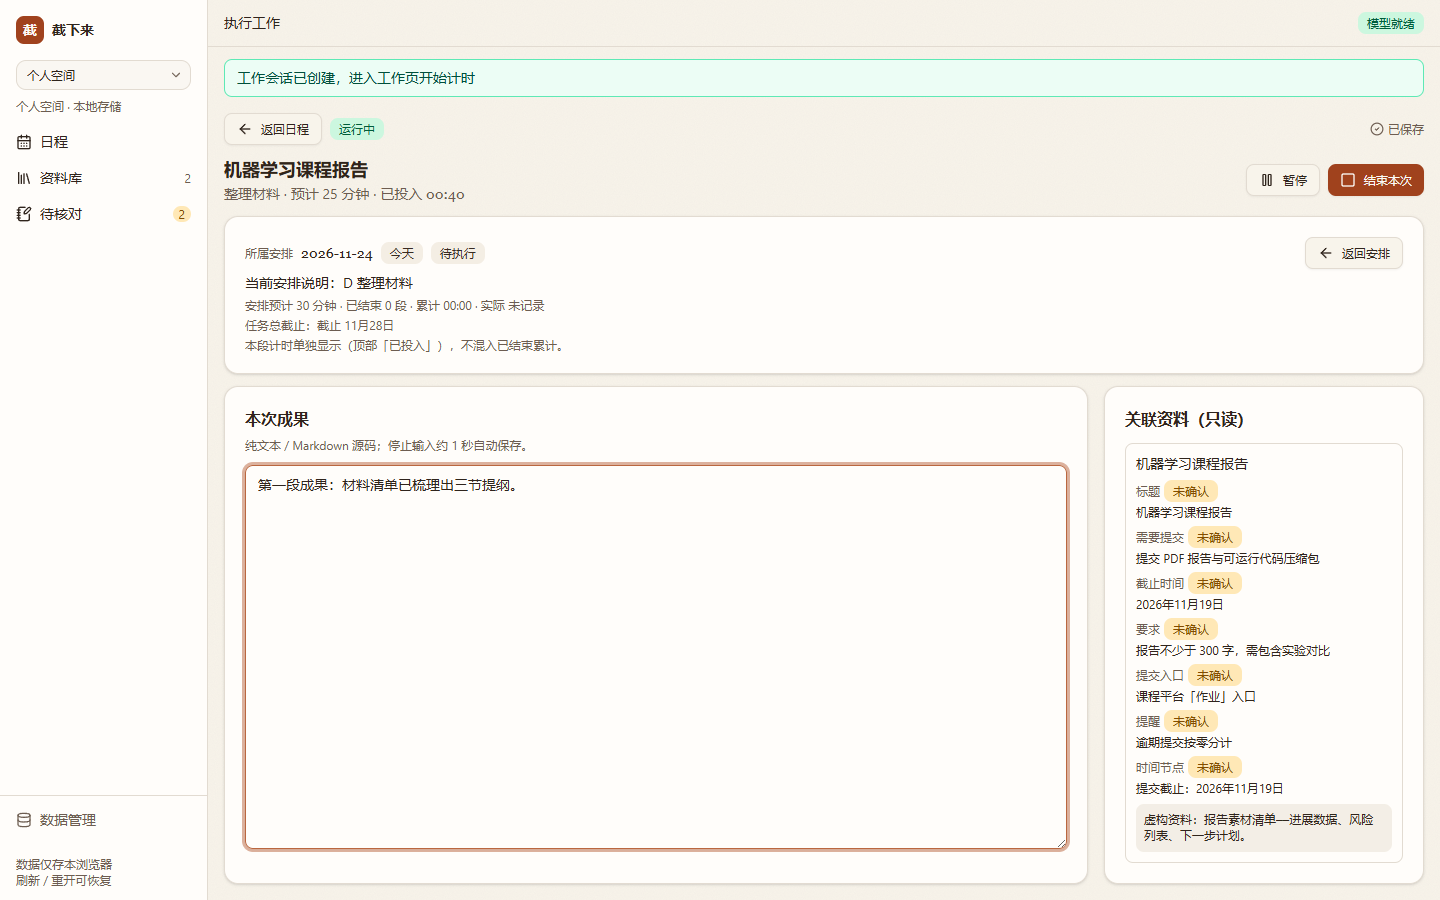 截 截下来
个人空间
个人空间 · 本地存储
日程
资料库 2
待核对 2
数据管理
数据仅存本浏览器
刷新 / 重开可恢复
执行工作
模型就绪
工作会话已创建，进入工作页开始计时
返回日程 运行中
已保存
机器学习课程报告
整理材料 · 预计 25 分钟 · 已投入 00:40
暂停
结束本次
所属安排 2026-11-24 今天 待执行
返回安排
当前安排说明：D 整理材料
安排预计 30 分钟 · 已结束 0 段 · 累计 00:00 · 实际 未记录
任务总截止：截止 11月28日
本段计时单独显示（顶部「已投入」），不混入已结束累计。
本次成果
纯文本 / Markdown 源码；停止输入约 1 秒自动保存。
第一段成果：材料清单已梳理出三节提纲。
关联资料（只读）
机器学习课程报告
标题 未确认
机器学习课程报告
需要提交 未确认
提交 PDF 报告与可运行代码压缩包
截止时间 未确认
2026年11月19日
要求 未确认
报告不少于 300 字，需包含实验对比
提交入口 未确认
课程平台「作业」入口
提醒 未确认
逾期提交按零分计
时间节点 未确认
提交截止：2026年11月19日
虚构资料：报告素材清单—进展数据、风险
列表、下一步计划。